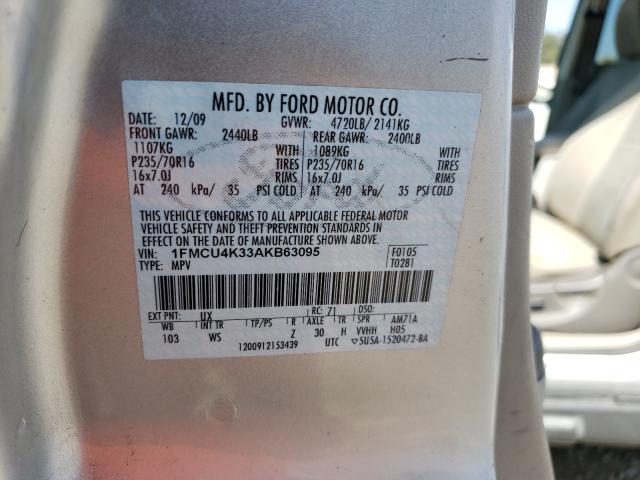 MFD. BY FORD MOTOR CO.
DATE: 12/09 GVWR: 4720LB/ 2141KG
FRONT GAWR: 2440LB REAR GAWR: 2400LB
1107KG WITH 1089KG WITH
P235/70R16 TIRES P235/70R16 TIRES
16x7.0J RIMS 16x7.0J RIMS
AT 240 kPa/ 35 PSI COLD AT 240 kPa/ 35 PSI COLD
THIS VEHICLE CONFORMS TO ALL APPLICABLE FEDERAL MOTOR
VEHICLE SAFETY AND THEFT PREVENTION STANDARDS IN
EFFECT ON THE DATE OF MANUFACTURE SHOWN ABOVE.
VIN: 1FMCU4K33AKB63095 F0105
TYPE: MPV T0281
EXT PNT: UX RC: 71 DSO:
WB INT TR TP/PS R AXLE TR SPR AM71A
103 WS Z 30 H VVHH H05
1200912153439 UTC ▽5U5A-1520472-BA